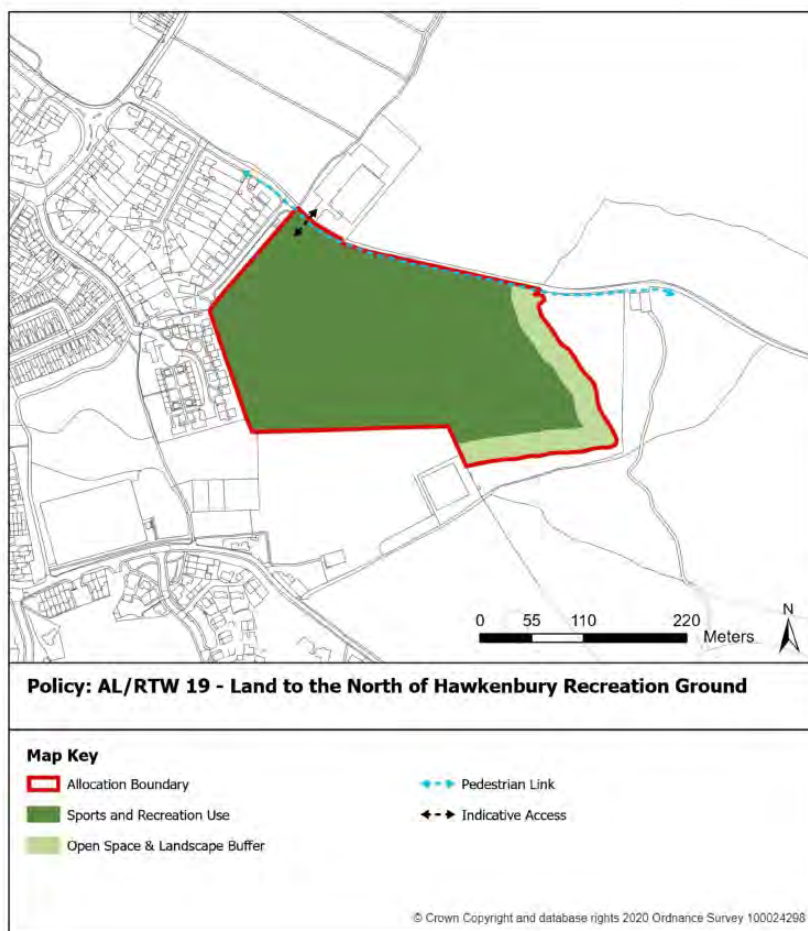 N
0 55 110 220
Meters
Policy: AL/RTW 19 - Land to the North of Hawkenbury Recreation Ground
Map Key
Allocation Boundary
Sports and Recreation Use
Open Space & Landscape Buffer
Pedestrian Link
Indicative Access
© Crown Copyright and database rights 2020 Ordnance Survey 100024298